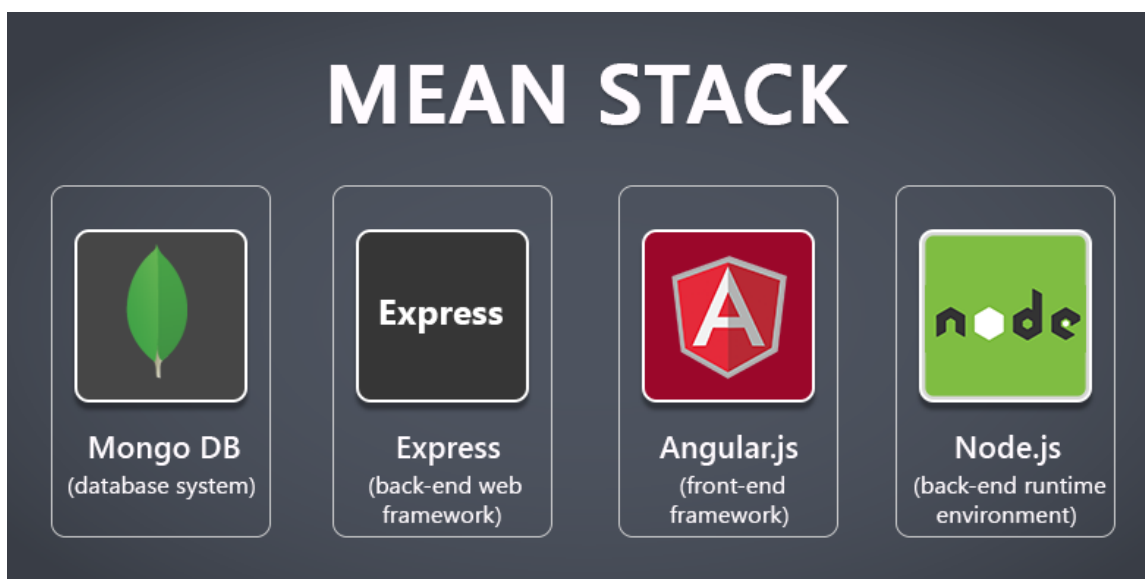 MEAN STACK
Express
node
Mongo DB
(database system)
Express
(back-end web
framework)
Angular.js
(front-end
framework)
Node.js
(back-end runtime
environment)